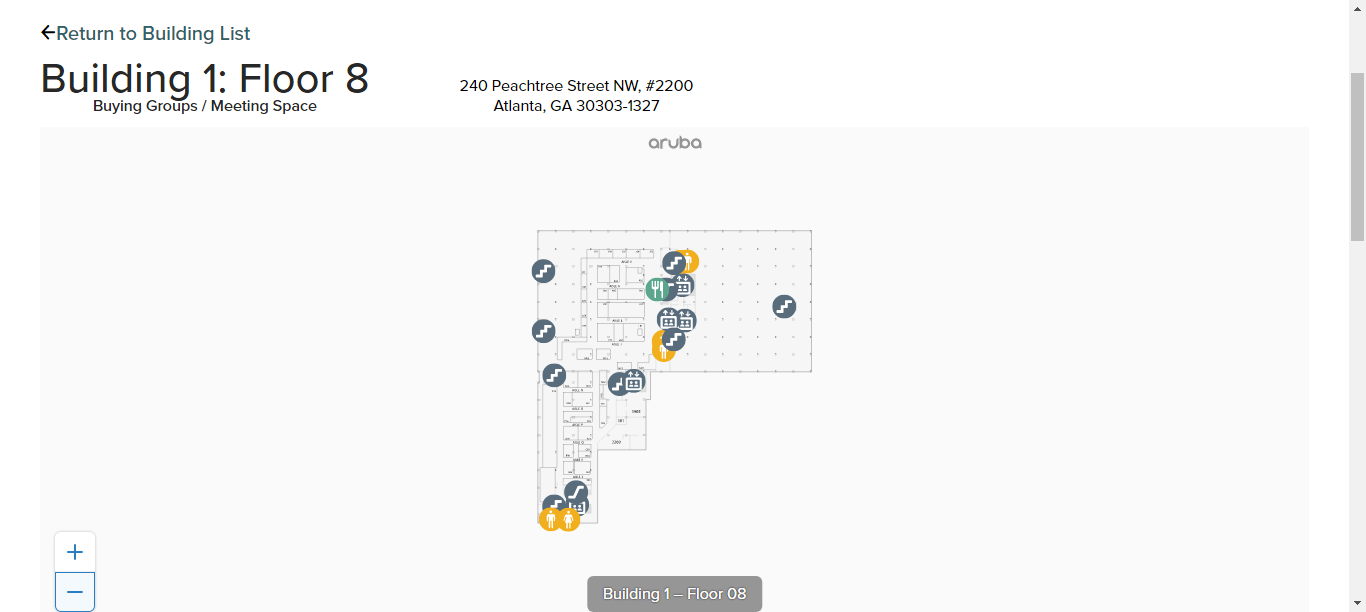 Return to Building List
Building 1: Floor 8
Buying Groups / Meeting Space
240 Peachtree Street NW, #2200
Atlanta, GA 30303-1327
aruba
+
−
Building 1 – Floor 08